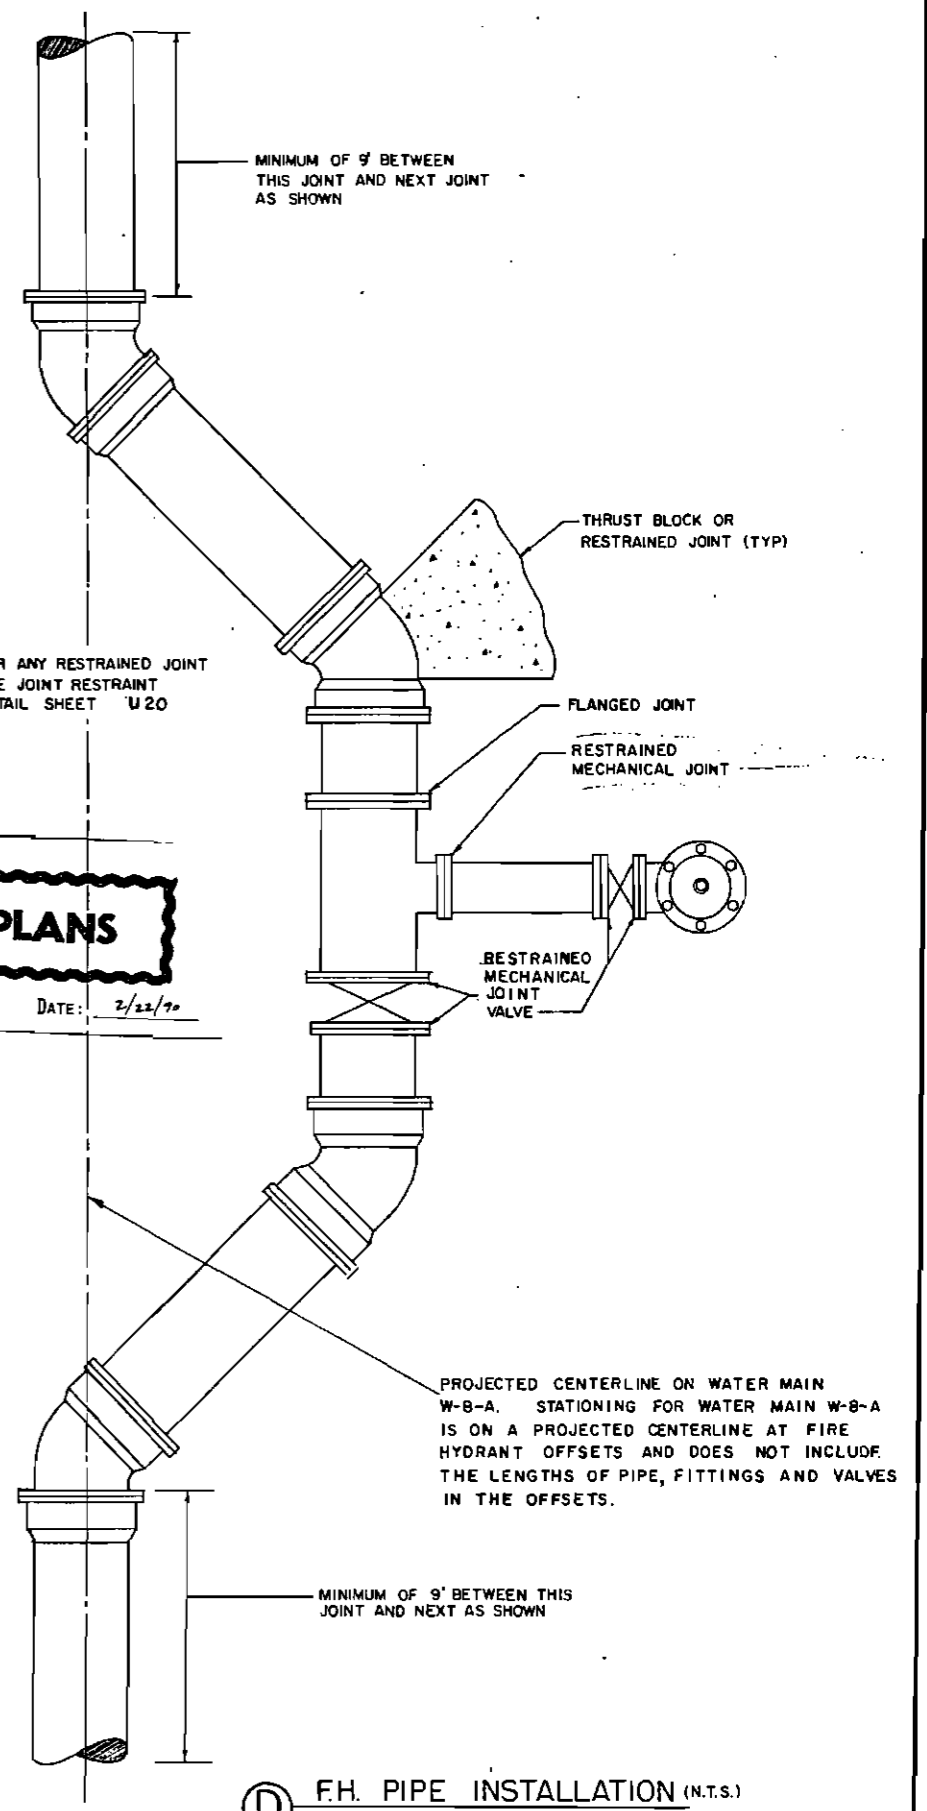 MINIMUM OF 9' BETWEEN
THIS JOINT AND NEXT JOINT
AS SHOWN
THRUST BLOCK OR
RESTRAINED JOINT (TYP)
ANY RESTRAINED JOINT
JOINT RESTRAINT
SHEET U20
FLANGED JOINT
RESTRAINED
MECHANICAL JOINT
PLANS
DATE: 2/22/90
RESTRAINED
MECHANICAL
JOINT
VALVE
PROJECTED CENTERLINE ON WATER MAIN
W-8-A. STATIONING FOR WATER MAIN W-8-A
IS ON A PROJECTED CENTERLINE AT FIRE
HYDRANT OFFSETS AND DOES NOT INCLUDE
THE LENGTHS OF PIPE, FITTINGS AND VALVES
IN THE OFFSETS.
MINIMUM OF 9' BETWEEN THIS
JOINT AND NEXT AS SHOWN
D F.H. PIPE INSTALLATION (N.T.S.)